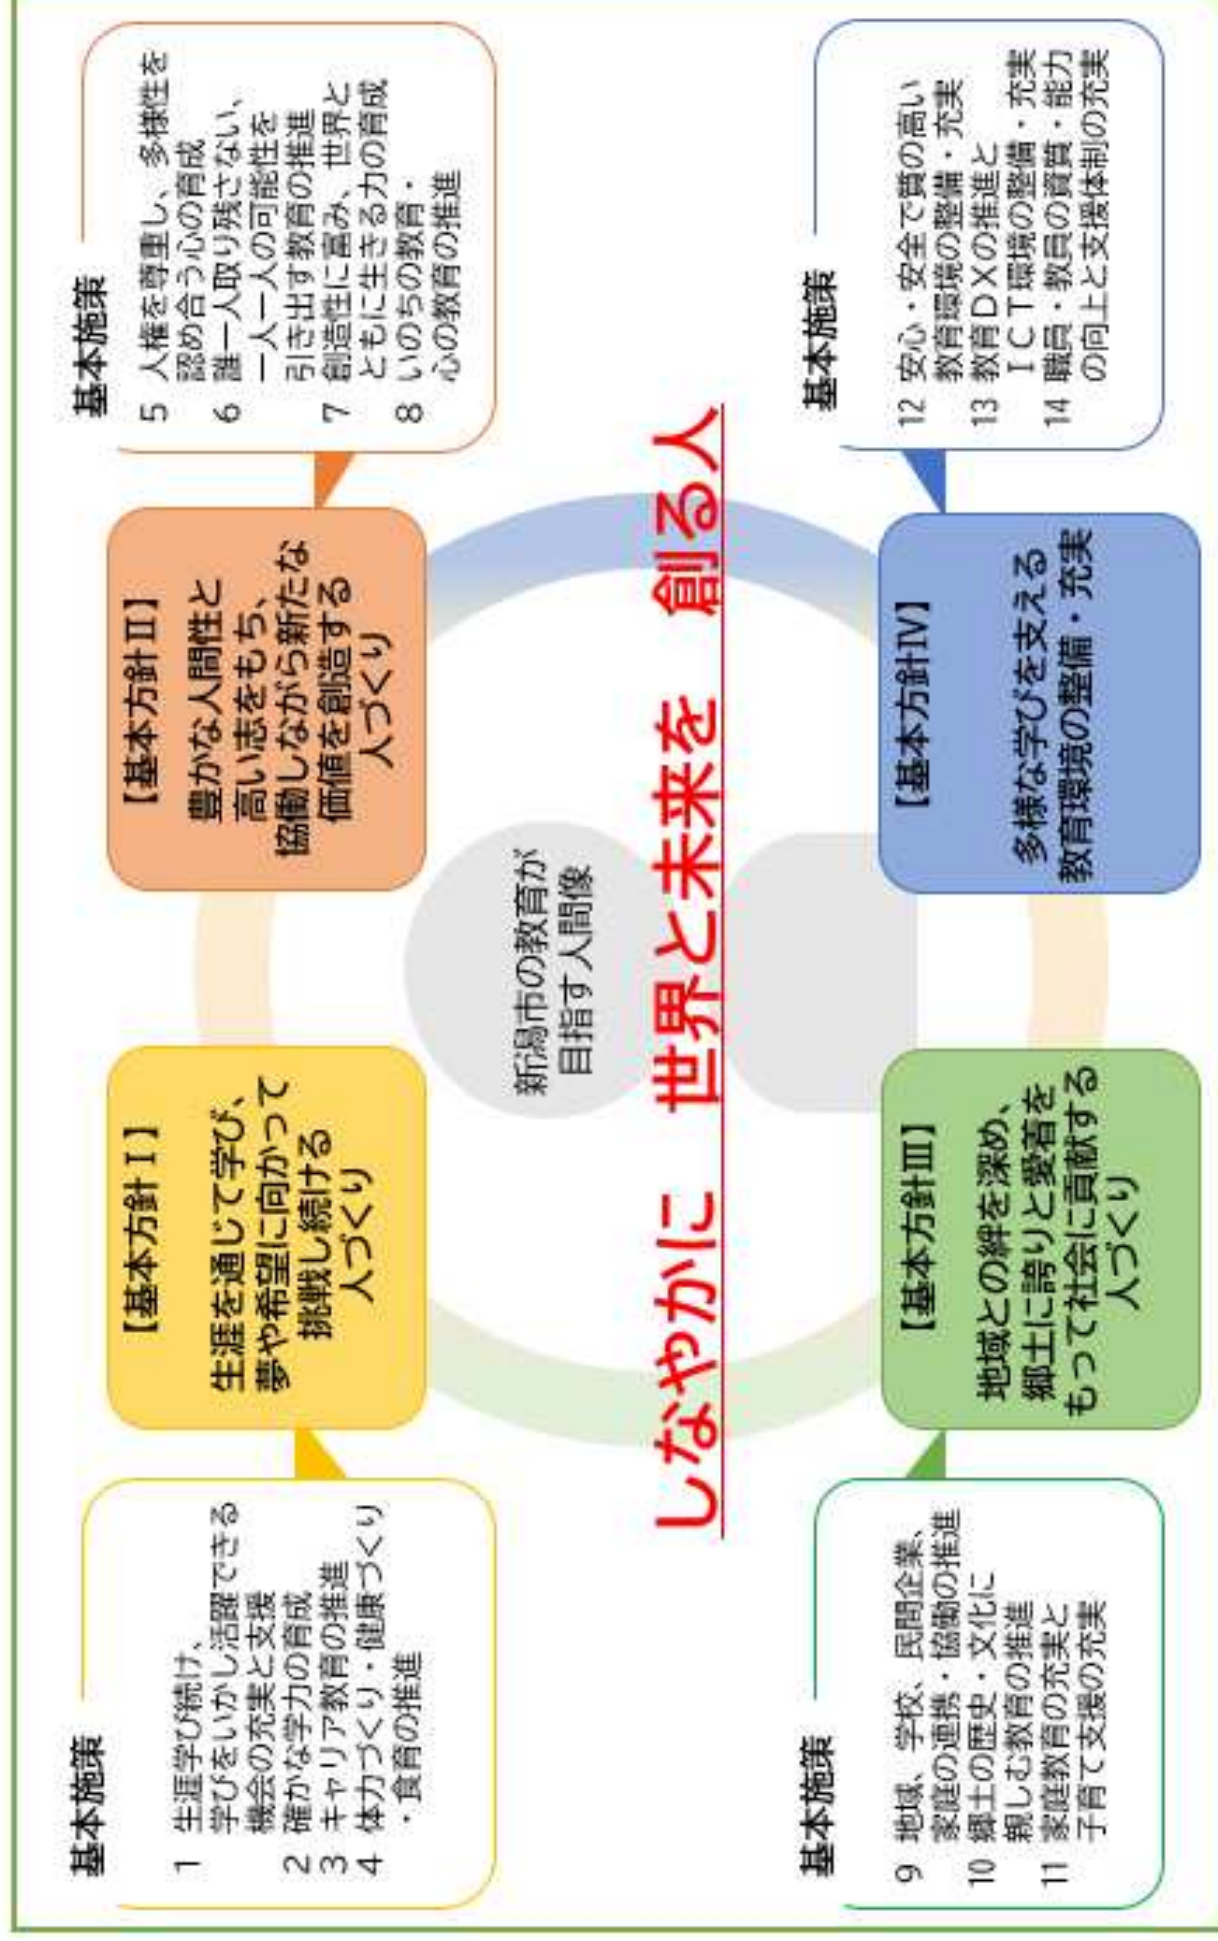 基本施策
1 生涯学び続け、
学びをいかし活躍できる
機会の充実と支援
2 確かな学力の育成
3 キャリア教育の推進
4 体力づくり・健康づくり
・食育の推進
【基本方針Ⅰ】
生涯を通じて学び、
夢や希望に向かって
挑戦し続ける
人づくり
【基本方針Ⅱ】
豊かな人間性と
高い志をもち、
協働しながら新たな
価値を創造する
人づくり
基本施策
5 人権を尊重し、多様性を
認め合う心の育成
6 誰一人取り残さない、
一人一人の可能性を
引き出す教育の推進
7 創造性に富み、世界と
ともに生きる力の育成
8 いのちの教育・
心の教育の推進
新潟市の教育が
目指す人間像
しなやかに 世界と未来を 創る人
基本施策
9 地域、学校、民間企業、
家庭の連携・協働の推進
10 郷土の歴史・文化に
親しむ教育の推進
11 家庭教育の充実と
子育て支援の充実
【基本方針Ⅲ】
地域との絆を深め、
郷土に誇りと愛着を
もって社会に貢献する
人づくり
【基本方針Ⅳ】
多様な学びを支える
教育環境の整備・充実
基本施策
12 安心・安全で質の高い
教育環境の整備・充実
13 教育DXの推進と
ICT環境の整備・充実
14 職員・教員の資質・能力
の向上と支援体制の充実